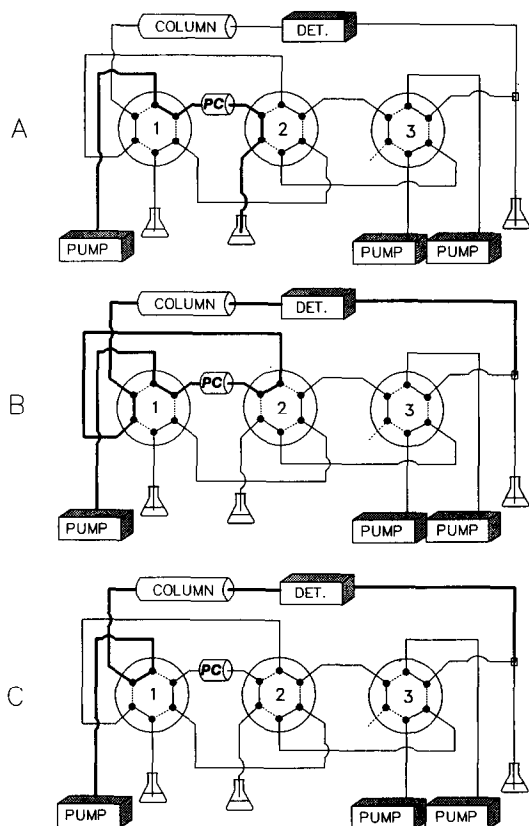 COLUMN
DET.
A
1
PC
2
3
PUMP
PUMP
PUMP
COLUMN
DET.
B
1
PC
2
3
PUMP
PUMP
PUMP
COLUMN
DET.
C
1
PC
2
3
PUMP
PUMP
PUMP